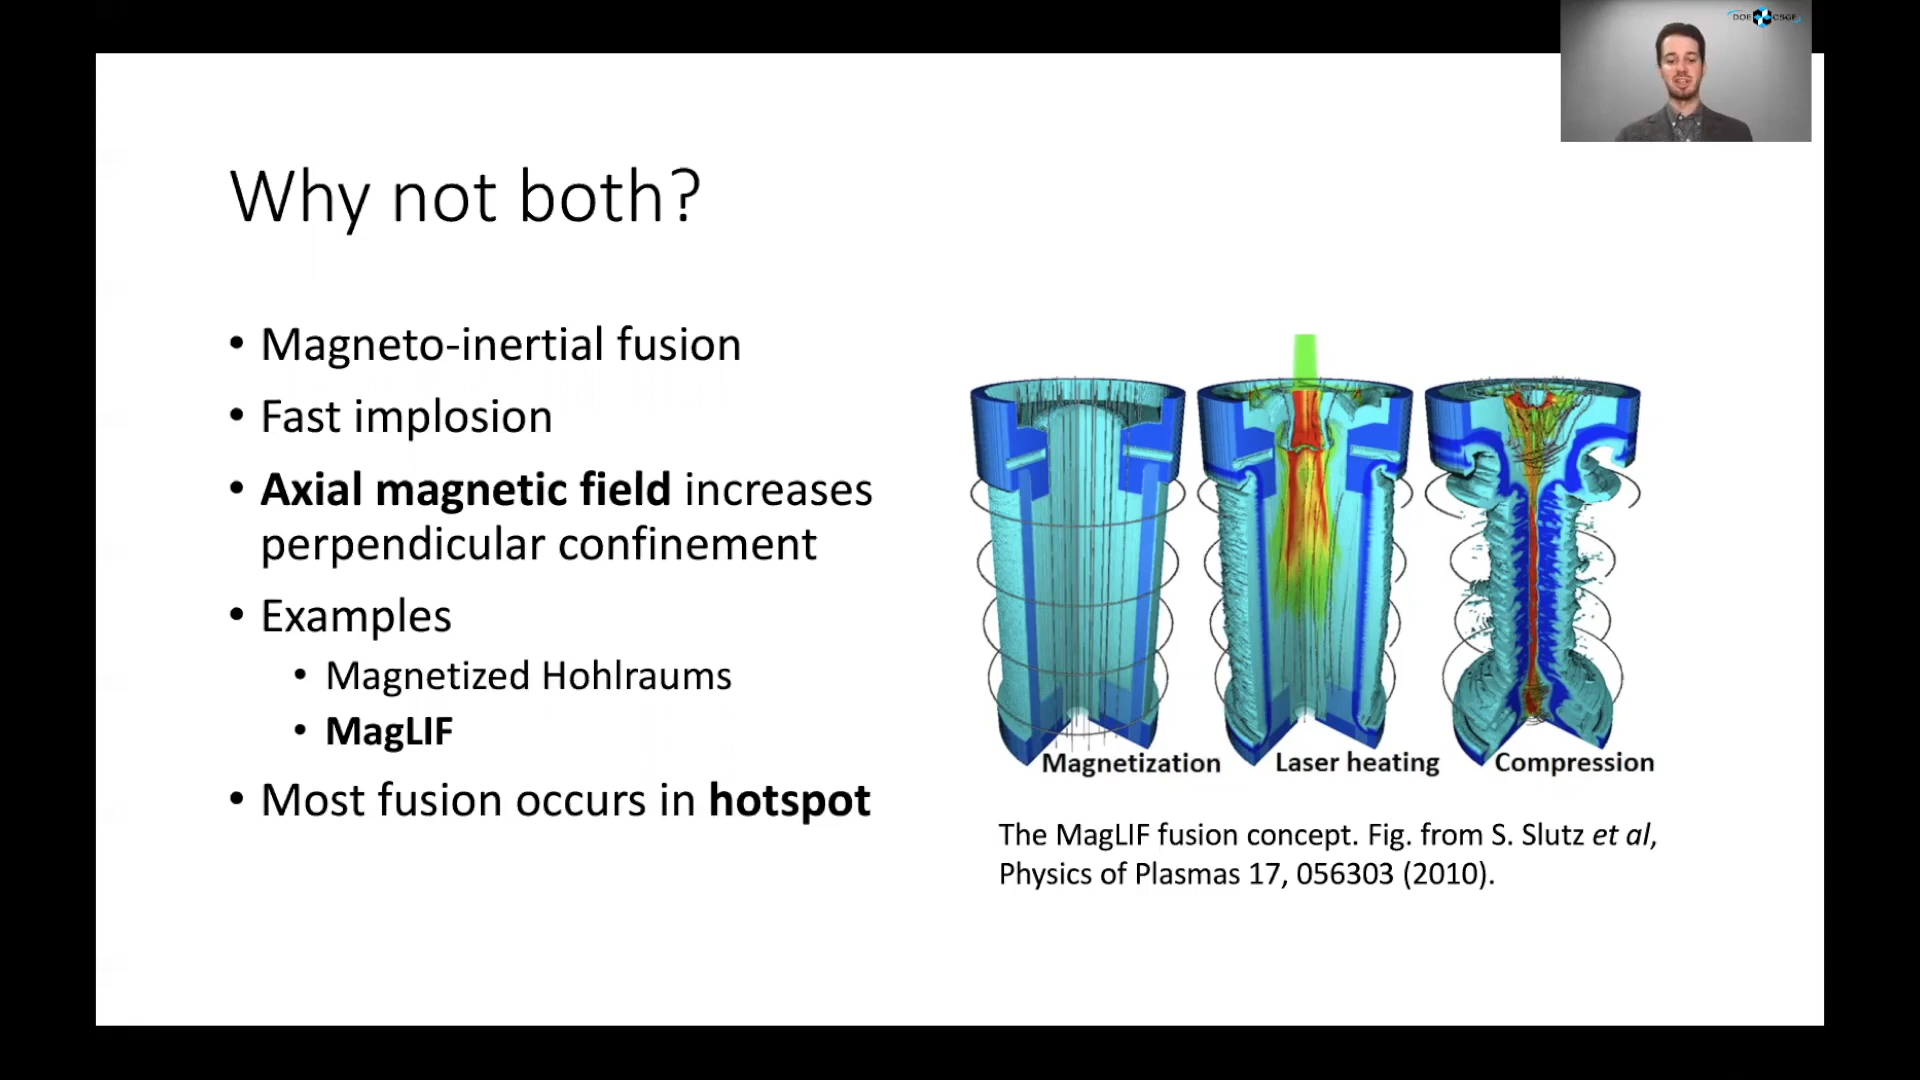 DOE CSGF
Why not both?
• Magneto-inertial fusion
• Fast implosion
• Axial magnetic field increases
perpendicular confinement
• Examples
• Magnetized Hohlraums
• MagLIF
• Most fusion occurs in hotspot
Magnetization
Laser heating
Compression
The MagLIF fusion concept. Fig. from S. Slutz et al,
Physics of Plasmas 17, 056303 (2010).